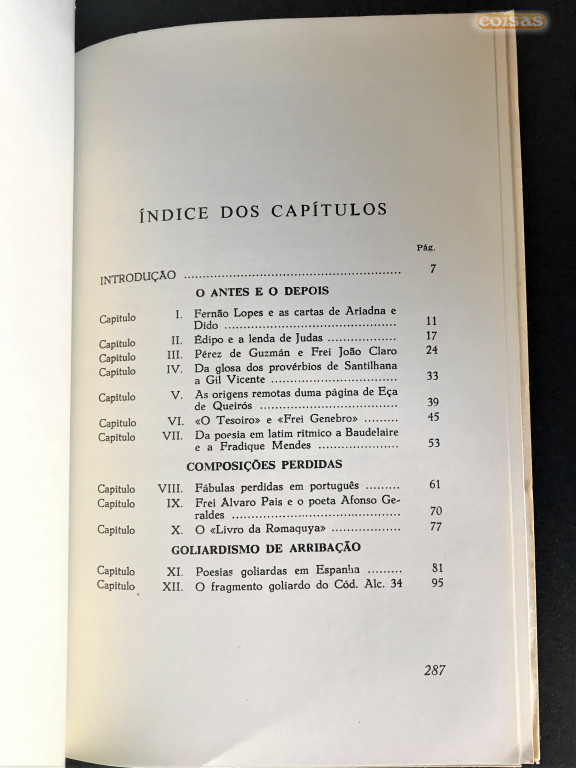 coisas
ÍNDICE DOS CAPÍTULOS
Pág.
INTRODUÇÃO ........................................................... 7
O ANTES E O DEPOIS
Capítulo I. Fernão Lopes e as cartas de Ariadna e
Dido ............................................... 11
Capítulo II. Édipo e a lenda de Judas .................. 17
Capítulo III. Pérez de Guzmán e Frei João Claro 24
Capítulo IV. Da glosa dos provérbios de Santilhana
a Gil Vicente .................................. 33
Capítulo V. As origens remotas duma página de Eça
de Queirós ...................................... 39
Capítulo VI. «O Tesoiro» e «Frei Genebro» .......... 45
Capítulo VII. Da poesia em latim rítmico a Baudelaire
e a Fradique Mendes ...................... 53
COMPOSIÇÕES PERDIDAS
Capítulo VIII. Fábulas perdidas em português ........ 61
Capítulo IX. Frei Álvaro Pais e o poeta Afonso Ge-
raldes .............................................. 70
Capítulo X. O «Livro da Romaquya» .................... 77
GOLIARDISMO DE ARRIBAÇÃO
Capítulo XI. Poesias goliardas em Espanha ......... 81
Capítulo XII. O fragmento goliardo do Cód. Alc. 34 95
287